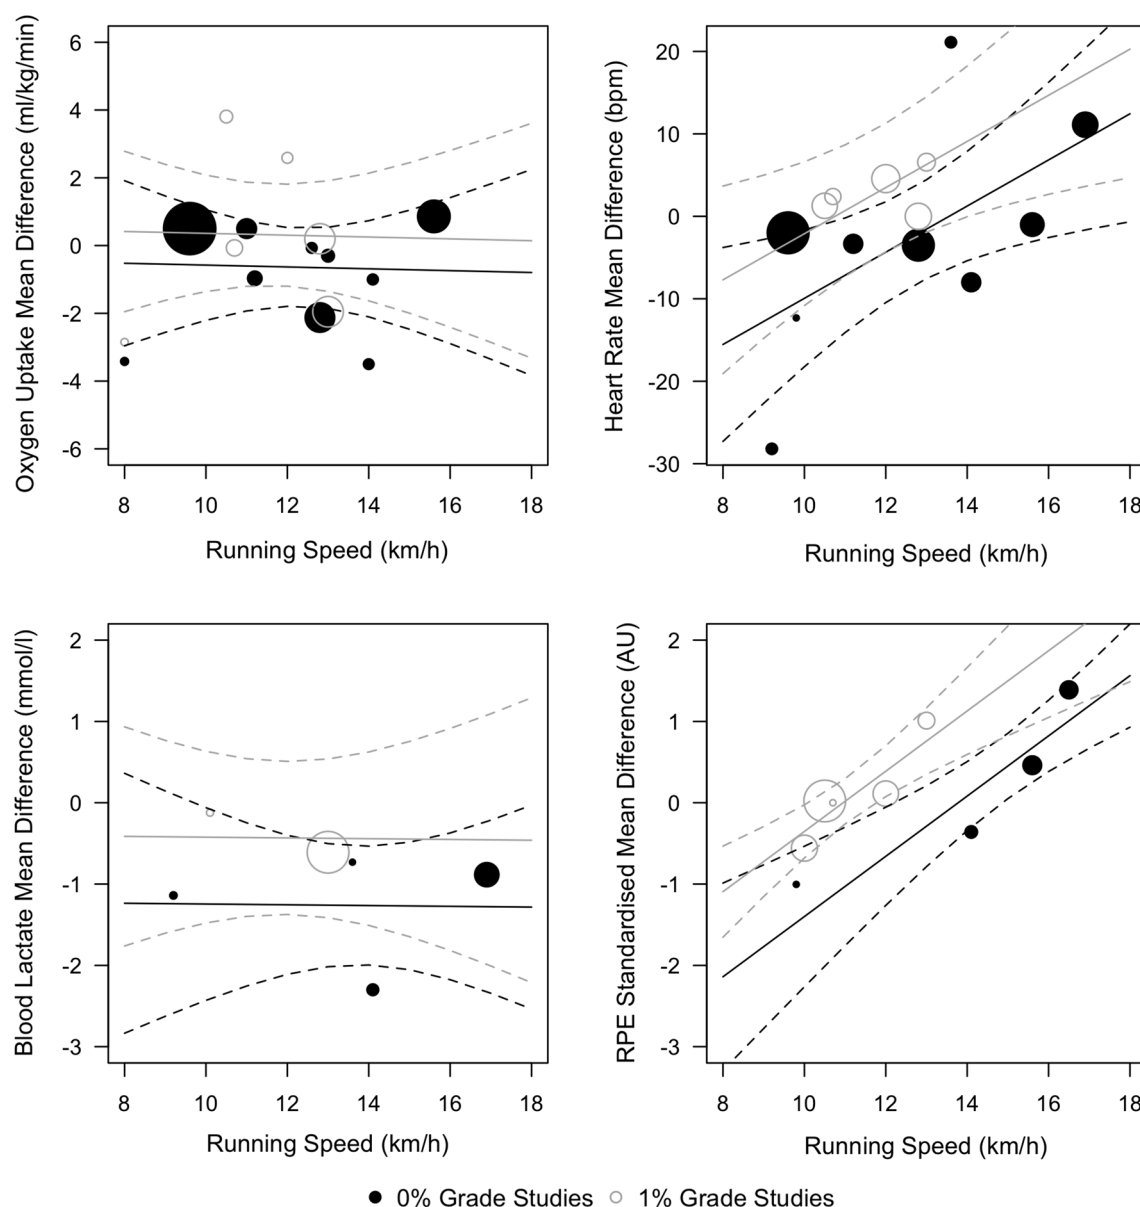 Oxygen Uptake Mean Difference (ml/kg/min)
6
4
2
0
-2
-4
-6
8 10 12 14 16 18
Running Speed (km/h)
Heart Rate Mean Difference (bpm)
20
10
0
-10
-20
-30
8 10 12 14 16 18
Running Speed (km/h)
Blood Lactate Mean Difference (mmol/l)
2
1
0
-1
-2
-3
8 10 12 14 16 18
Running Speed (km/h)
RPE Standardised Mean Difference (AU)
2
1
0
-1
-2
-3
8 10 12 14 16 18
Running Speed (km/h)
0% Grade Studies 1% Grade Studies